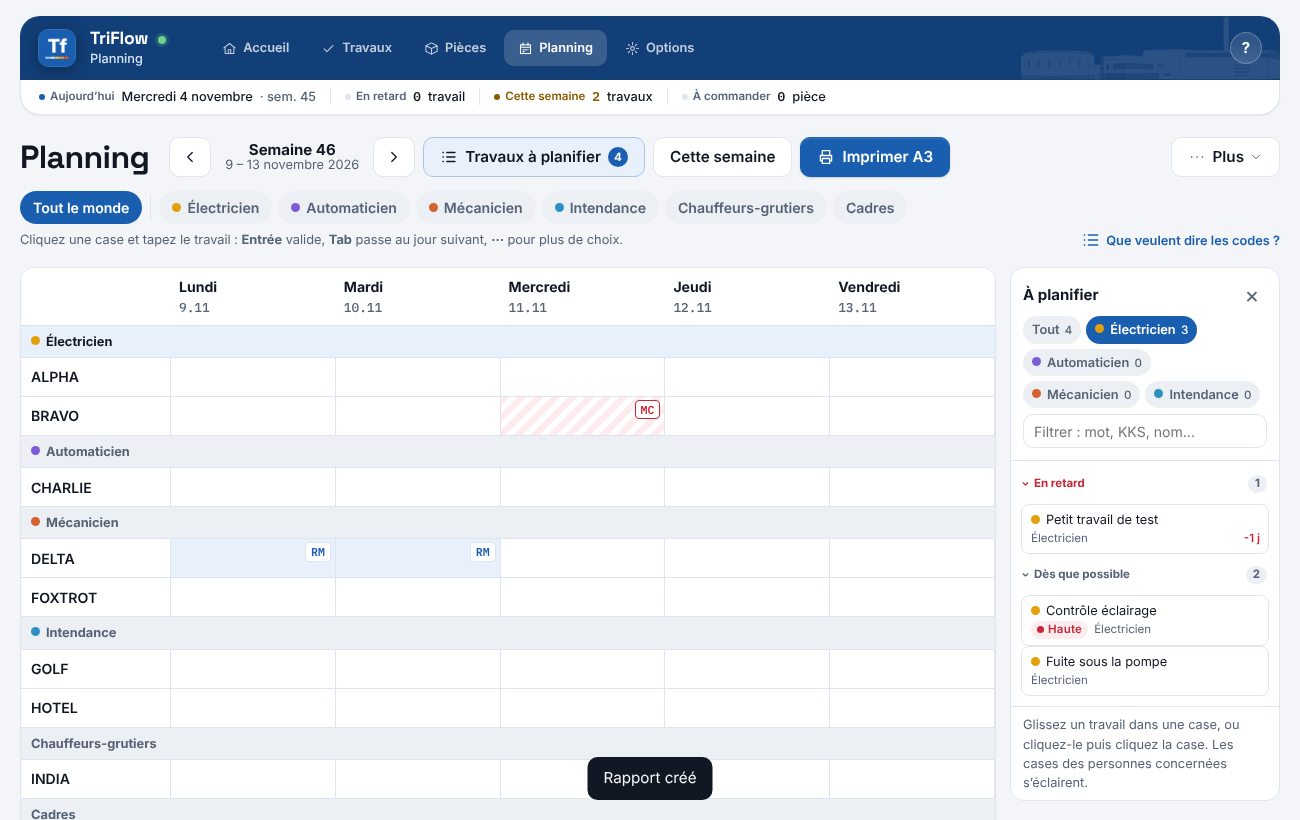 Tf
TriFlow
Planning
Accueil
Travaux
Pièces
Planning
Options
?
Aujourd'hui Mercredi 4 novembre · sem. 45
En retard 0 travail
Cette semaine 2 travaux
À commander 0 pièce
Planning
Semaine 46
9 – 13 novembre 2026
Travaux à planifier 4
Cette semaine
Imprimer A3
··· Plus
Tout le monde
Électricien
Automaticien
Mécanicien
Intendance
Chauffeurs-grutiers
Cadres
Cliquez une case et tapez le travail : Entrée valide, Tab passe au jour suivant, ··· pour plus de choix.
Que veulent dire les codes ?
Lundi Mardi Mercredi Jeudi Vendredi
9.11 10.11 11.11 12.11 13.11
Électricien
ALPHA
BRAVO MC
Automaticien
CHARLIE
Mécanicien
DELTA RM RM
FOXTROT
Intendance
GOLF
HOTEL
Chauffeurs-grutiers
INDIA
Cadres
À planifier
Tout 4
Électricien 3
Automaticien 0
Mécanicien 0
Intendance 0
Filtrer : mot, KKS, nom...
En retard 1
Petit travail de test
Électricien -1 j
Dès que possible 2
Contrôle éclairage
Haute Électricien
Fuite sous la pompe
Électricien
Glissez un travail dans une case, ou
cliquez-le puis cliquez la case. Les
cases des personnes concernées
s'éclairent.
Rapport créé